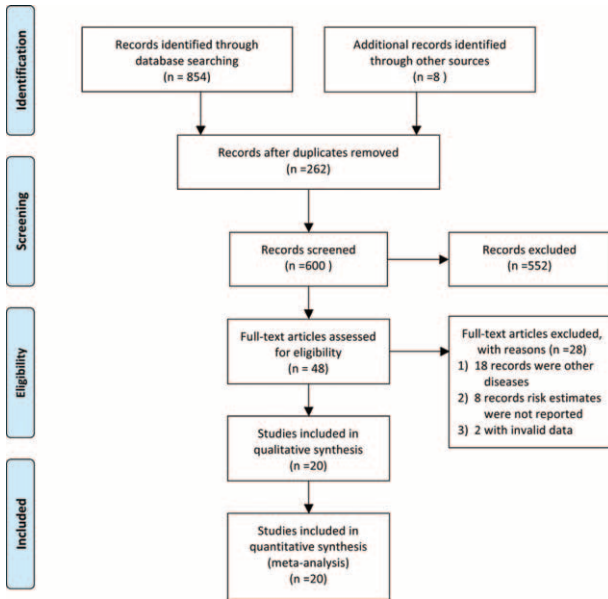 Identification
Records identified through
database searching
(n = 854)
Additional records identified
through other sources
(n =8 )
Records after duplicates removed
(n =262)
Screening
Records screened
(n =600 )
Records excluded
(n =552)
Eligibility
Full-text articles assessed
for eligibility
(n = 48)
Full-text articles excluded,
with reasons (n =28)
1) 18 records were other
diseases
2) 8 records risk estimates
were not reported
3) 2 with invalid data
Studies included in
qualitative synthesis
(n =20)
Included
Studies included in
quantitative synthesis
(meta-analysis)
(n =20)